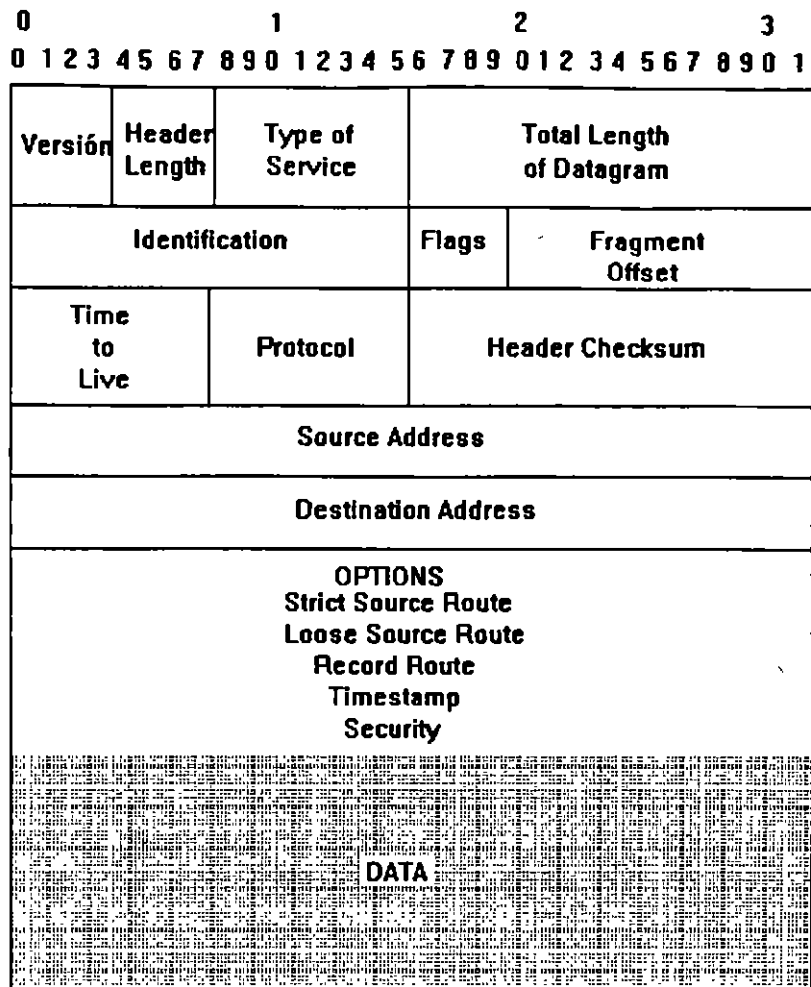 0 1 2 3
0 1 2 3 4 5 6 7 8 9 0 1 2 3 4 5 6 7 8 9 0 1 2 3 4 5 6 7 8 9 0 1
Versión Header Length Type of Service Total Length of Datagram
Identification Flags Fragment Offset
Time to Live Protocol Header Checksum
Source Address
Destination Address
OPTIONS
Strict Source Route
Loose Source Route
Record Route
Timestamp
Security
DATA